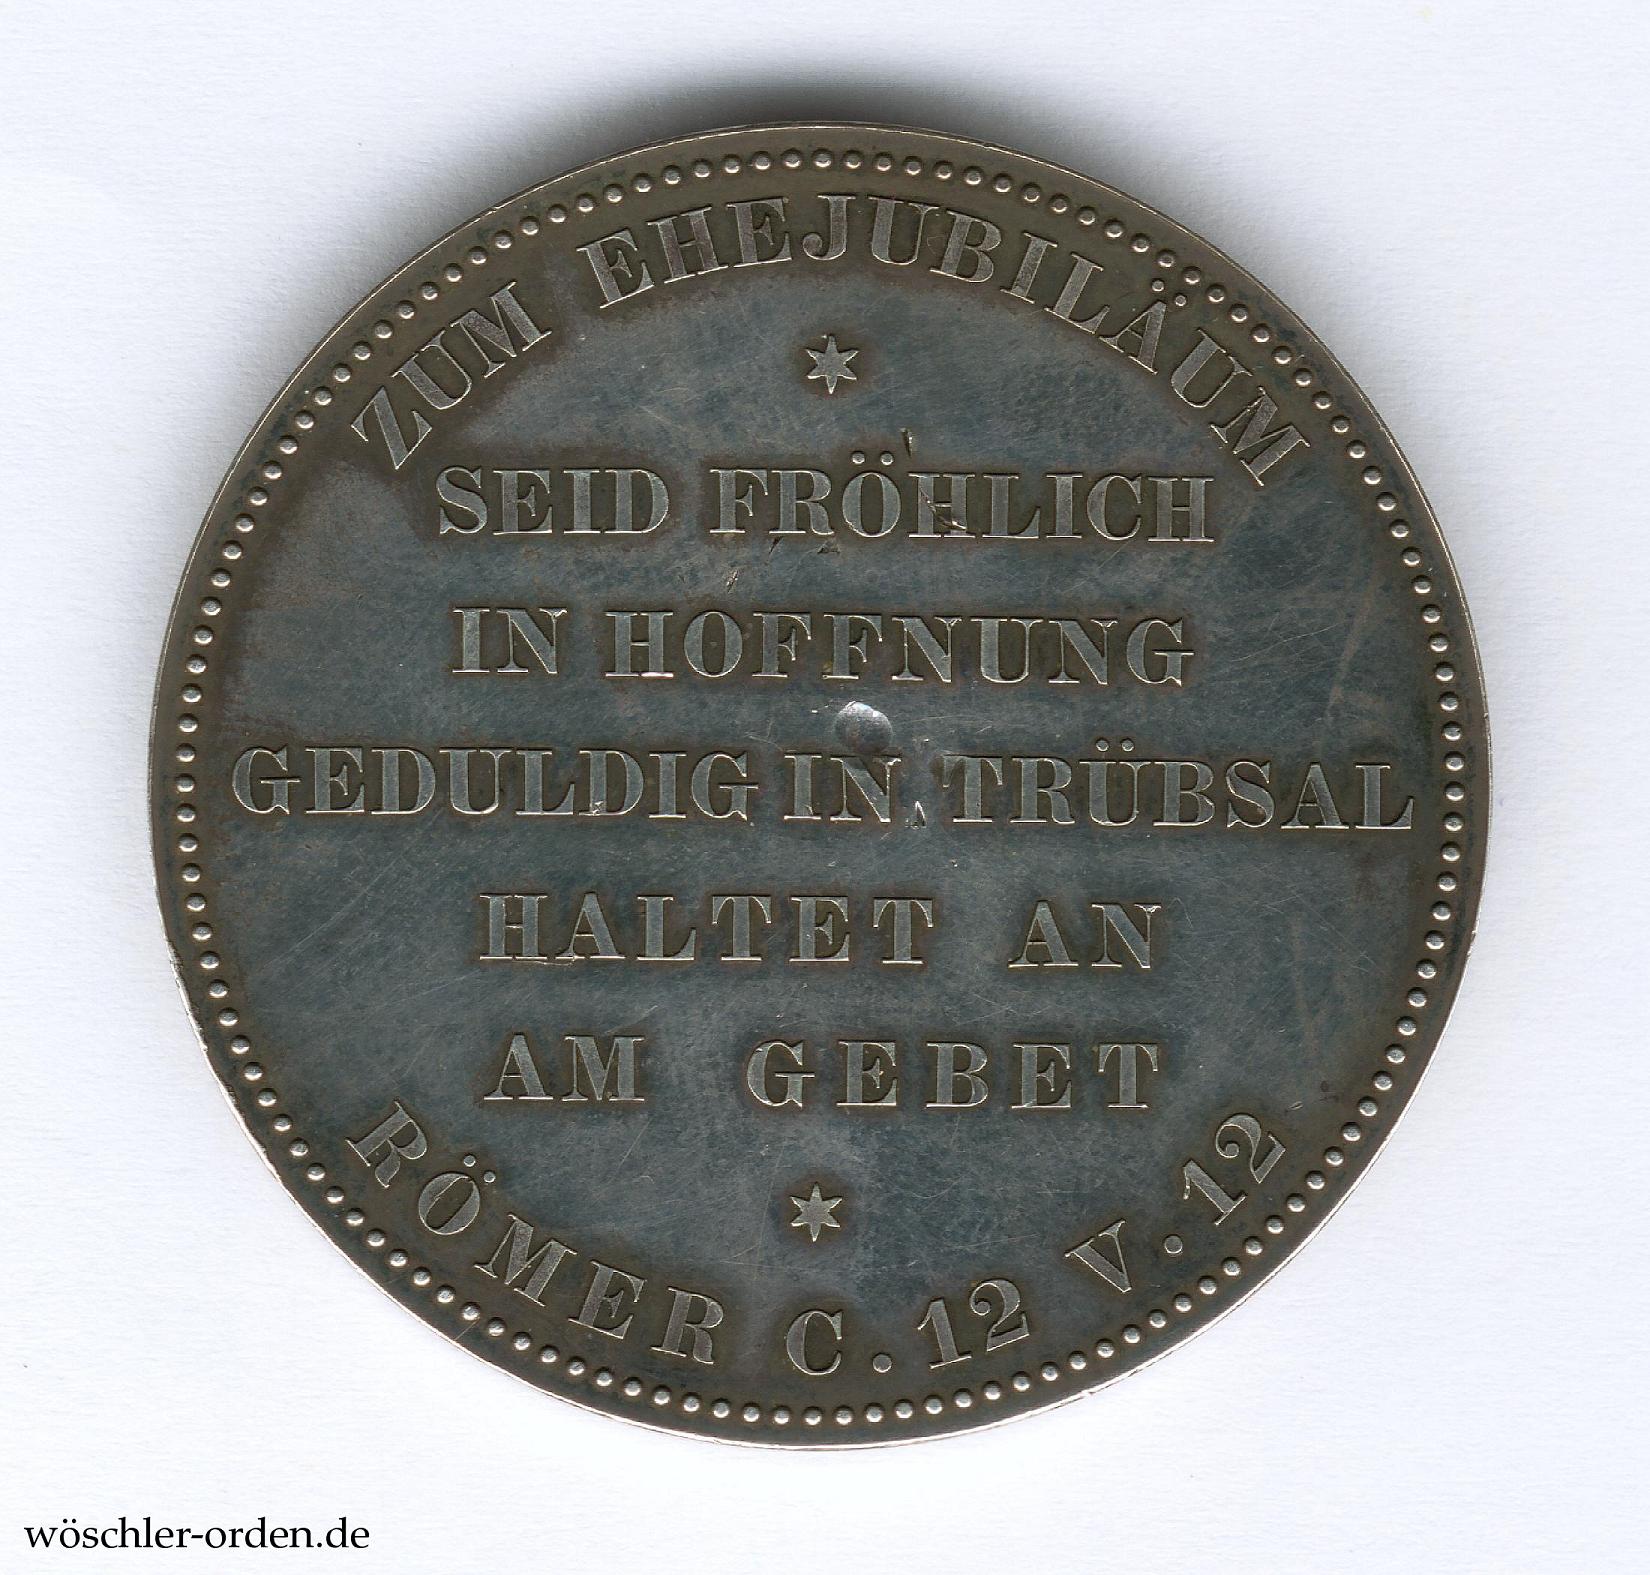 ZUM EHEJUBILÄUM
SEID FRÖHLICH
IN HOFFNUNG
GEDULDIG IN TRÜBSAL
HALTET AN
AM GEBET
RÖMER C. 12 V. 12
wöschler-orden.de